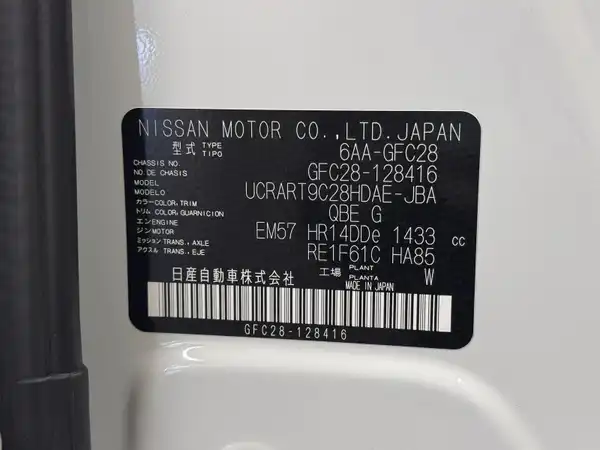 NISSAN MOTOR CO.,LTD.JAPAN
型式 TYPE TIPO 6AA-GFC28
CHASSIS NO. NO DE CHASIS GFC28-128416
MODEL MODELO UCRART9C28HDAE-JBA
カラー COLOR,TRIM トリム COLOR,GUARNICION QBE G
エンジン ENGINE MOTOR EM57 HR14DDe 1433 cc
ミッション TRANS., AXLE アクスル TRANS., EJE RE1F61C HA85
日産自動車株式会社 工場 PLANT PLANTA W
MADE IN JAPAN
GFC28-128416